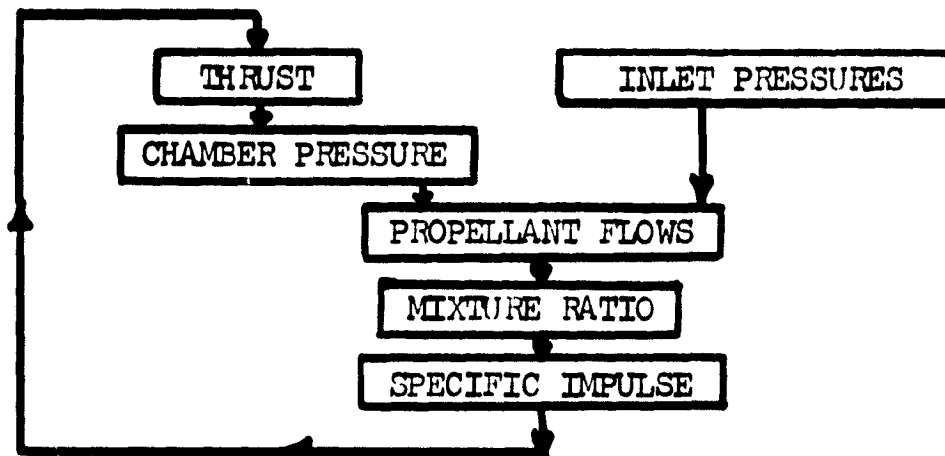 THRUST
INLET PRESSURES
CHAMBER PRESSURE
PROPELLANT FLOWS
MIXTURE RATIO
SPECIFIC IMPULSE